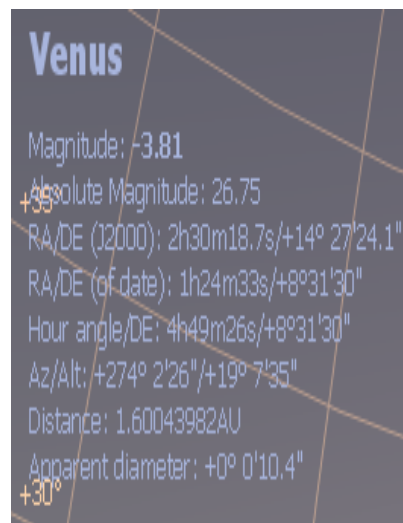 Venus
Magnitude: -3.81
Absolute Magnitude: 26.75
+35°
RA/DE (J2000): 2h30m18.7s/+14° 27'24.1"
RA/DE (of date): 1h24m33s/+8°31'30"
Hour angle/DE: 4h49m26s/+8°31'30"
Az/Alt: +274° 2'26"/+19° 7'35"
Distance: 1.60043982AU
Apparent diameter: +0° 0'10.4"
+30°